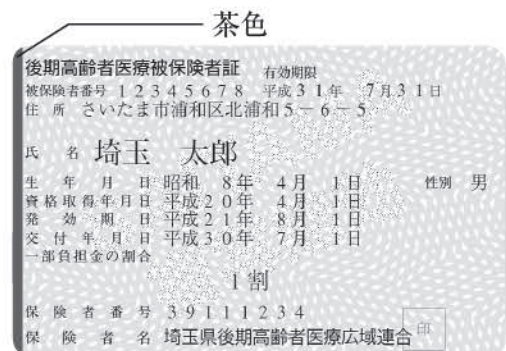 茶色
後期高齢者医療被保険者証 有効期限
被保険者番号 12345678 平成31年 7月31日
住所 さいたま市浦和区北浦和5-6-5
氏名 埼玉 太郎
生年月日 昭和 8年 4月 1日 性別 男
資格取得年月日 平成20年 4月 1日
発効期日 平成21年 8月 1日
交付年月日 平成30年 7月 1日
一部負担金の割合
1割
保険者番号 39111234
保険者名 埼玉県後期高齢者医療広域連合 印